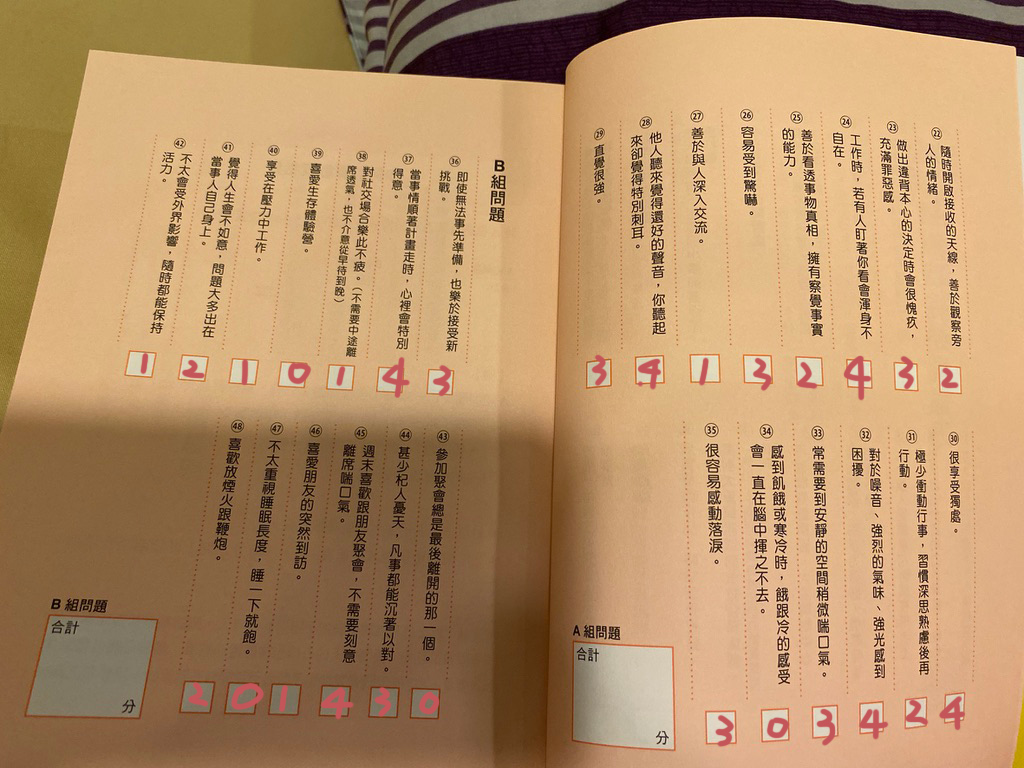 ㉒ 隨時開啟接收的天線，善於觀察旁
人的情緒。
2
㉓ 做出違背本心的決定時會很愧疚，
充滿罪惡感。
3
㉔ 工作時，若有人盯著你看會渾身不
自在。
4
㉕ 善於看透事物真相，擁有察覺事實
的能力。
2
㉖ 容易受到驚嚇。
3
㉗ 善於與人深入交流。
1
㉘ 他人聽來覺得還好的聲音，你聽起
來卻覺得特別刺耳。
4
㉙ 直覺很強。
3
㉚ 很享受獨處。
4
㉛ 極少衝動行事，習慣深思熟慮後再
行動。
2
㉜ 對於噪音、強烈的氣味、強光感到
困擾。
4
㉝ 常需要到安靜的空間稍微喘口氣。
3
㉞ 感到飢餓或寒冷時，餓跟冷的感受
會一直在腦中揮之不去。
0
㉟ 很容易感動落淚。
3
A 組問題
合計
分
B 組問題
㊱ 即使無法事先準備，也樂於接受新
挑戰。
3
㊲ 當事情順著計畫走時，心裡會特別
得意。
4
㊳ 對社交場合樂此不疲。（不需要中途離
席透氣，也不介意從早待到晚）
1
㊴ 喜愛生存體驗營。
0
㊵ 享受在壓力中工作。
1
㊶ 覺得人生會不如意，問題大多出在
當事人自己身上。
2
㊷ 不太會受外界影響，隨時都能保持
活力。
1
㊸ 參加聚會總是最後離開的那一個。
0
㊹ 甚少杞人憂天，凡事都能沉著以對。
3
㊺ 週末喜歡跟朋友聚會，不需要刻意
離席喘口氣。
4
㊻ 喜愛朋友的突然到訪。
1
㊼ 不太重視睡眠長度，睡一下就飽。
0
㊽ 喜歡放煙火跟鞭炮。
2
B 組問題
合計
分